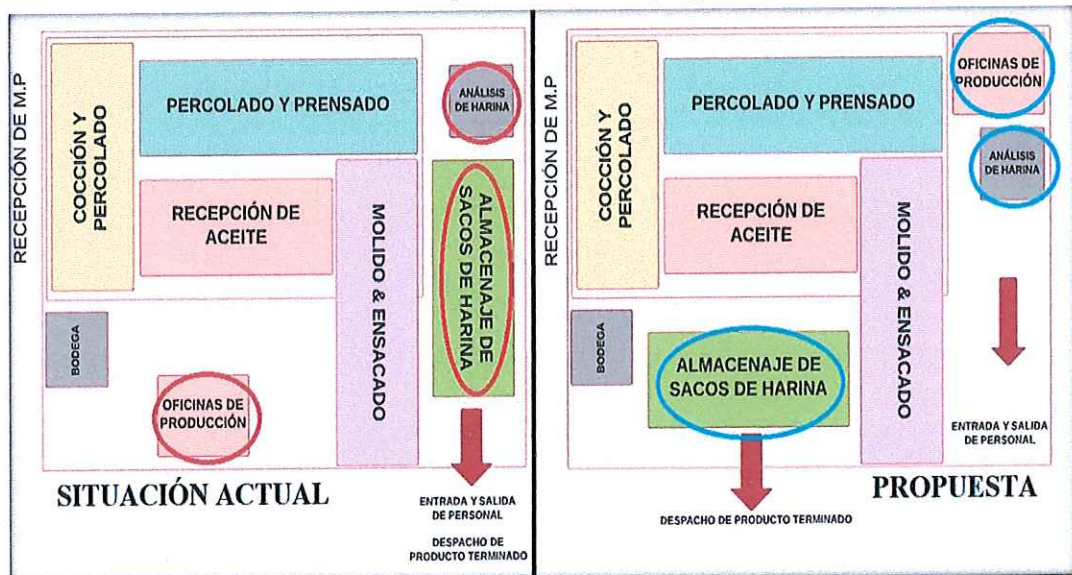 RECEPCIÓN DE M.P
COCCIÓN Y
PERCOLADO
PERCOLADO Y PRENSADO
ANÁLISIS
DE HARINA
RECEPCIÓN DE
ACEITE
MOLIDO & ENSACADO
ALMACENAJE DE
SACOS DE HARINA
BODEGA
OFICINAS DE
PRODUCCIÓN
SITUACIÓN ACTUAL
ENTRADA Y SALIDA
DE PERSONAL
DESPACHO DE
PRODUCTO TERMINADO
RECEPCIÓN DE M.P
COCCIÓN Y
PERCOLADO
PERCOLADO Y PRENSADO
OFICINAS DE
PRODUCCIÓN
ANÁLISIS
DE HARINA
RECEPCIÓN DE
ACEITE
MOLIDO & ENSACADO
BODEGA
ALMACENAJE DE
SACOS DE HARINA
ENTRADA Y SALIDA
DE PERSONAL
PROPUESTA
DESPACHO DE PRODUCTO TERMINADO